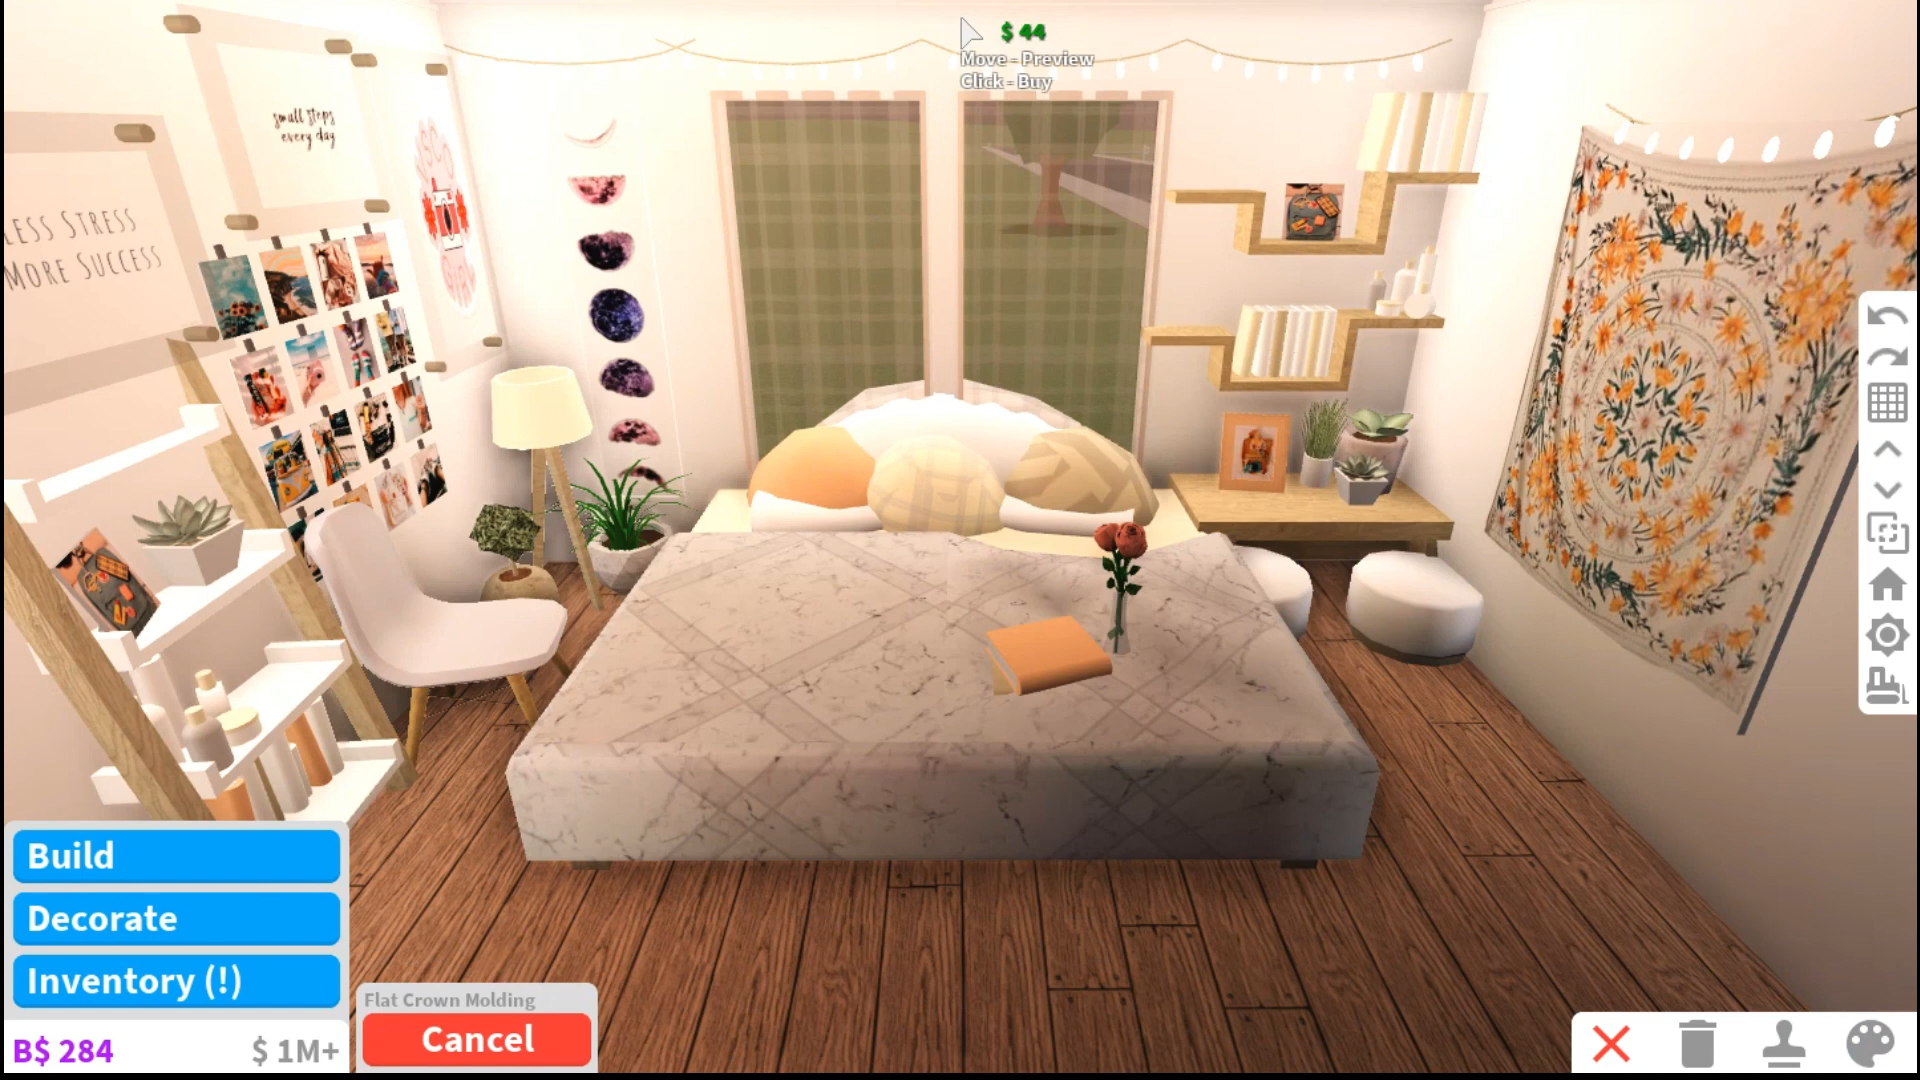 $ 44
Move - Preview
Click - Buy
small steps
every day
LESS STRESS
MORE SUCCESS
Build
Decorate
Inventory (!)
B$ 284
$ 1M+
Flat Crown Molding
Cancel